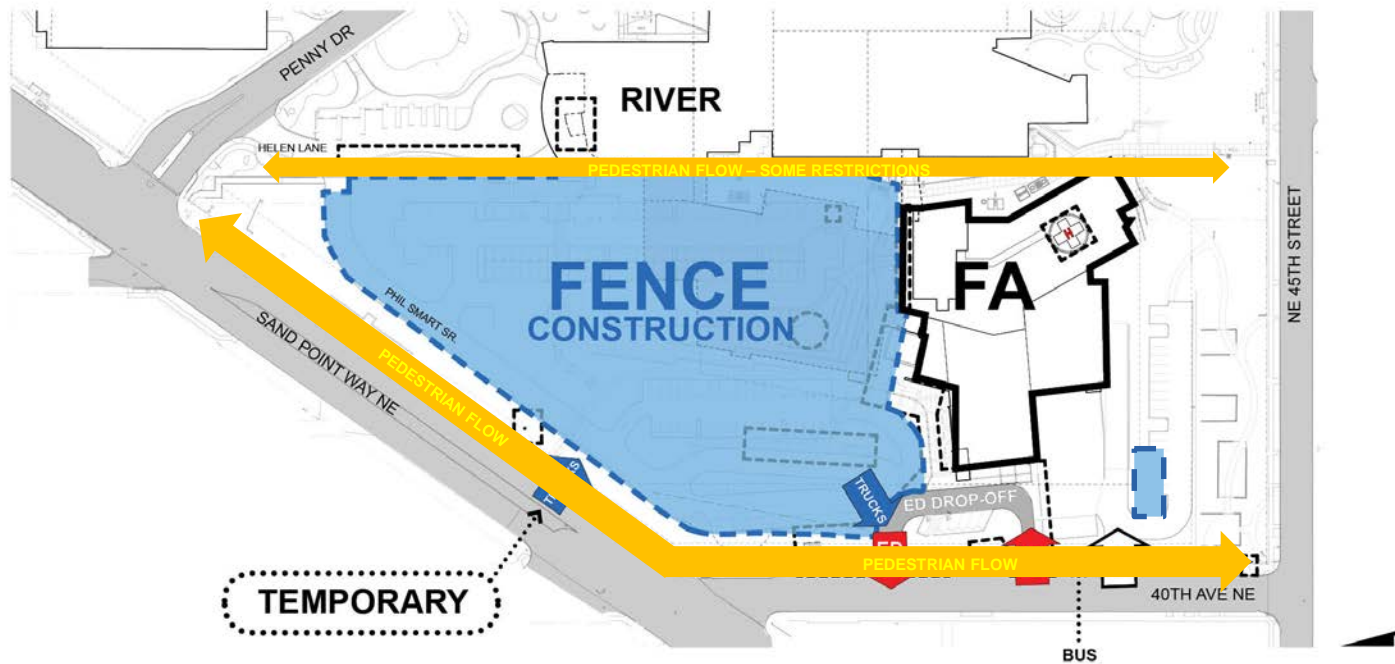 PENNY DR
RIVER
HELEN LANE
PEDESTRIAN FLOW – SOME RESTRICTIONS
H
NE 45TH STREET
FENCE
CONSTRUCTION
FA
PHIL SMART SR.
SAND POINT WAY NE
PEDESTRIAN FLOW
TRUCKS
ED DROP-OFF
ED
PEDESTRIAN FLOW
TEMPORARY
40TH AVE NE
BUS